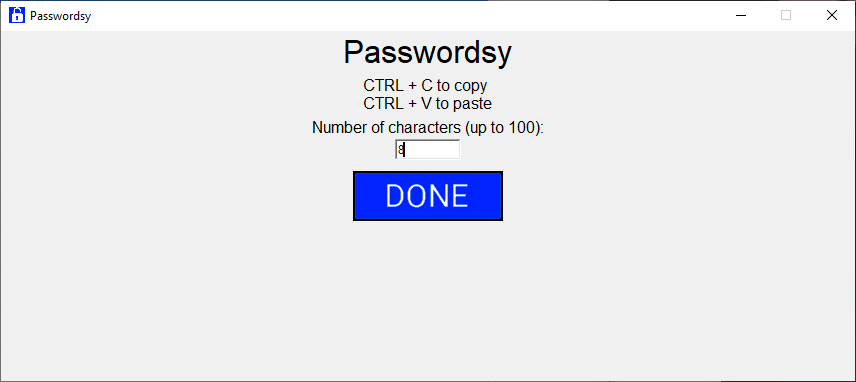 Passwordsy
Passwordsy
CTRL + C to copy
CTRL + V to paste
Number of characters (up to 100):
8
DONE